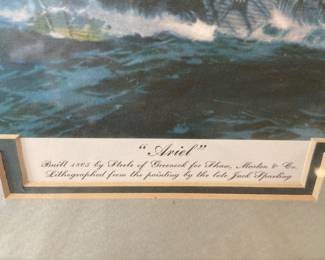 "Ariel"
Built 1865 by Steele of Greenock for Shaw, Maxton & Co.
Lithographed from the painting by the late Jack Spurling